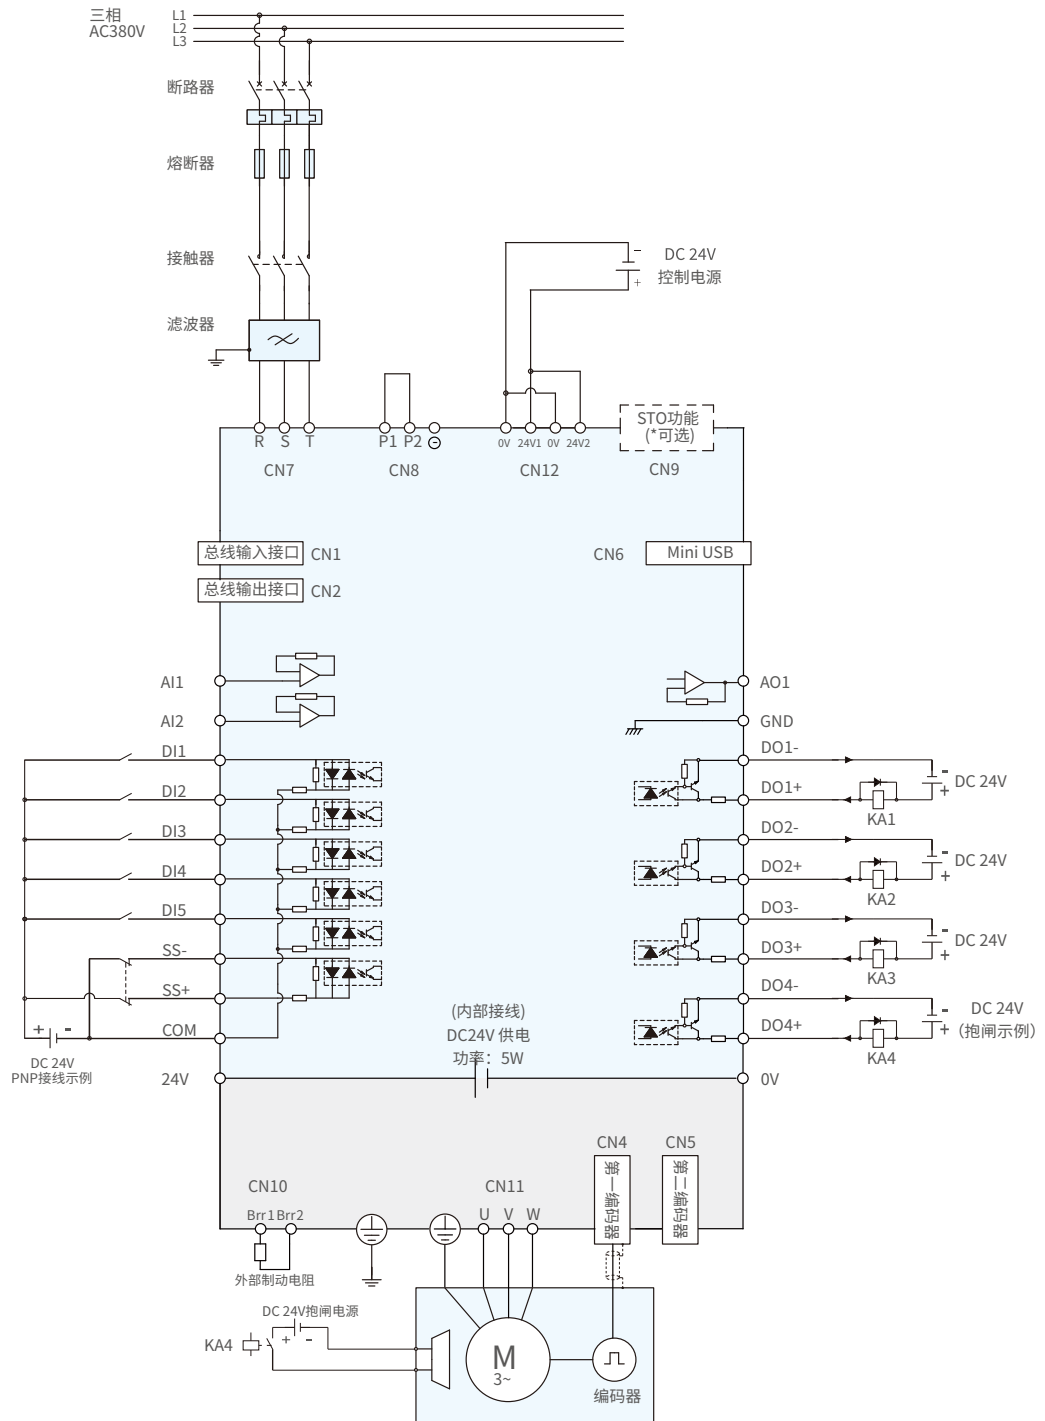 三相
AC380V
L1
L2
L3
断路器
熔断器
接触器
滤波器
DC 24V
控制电源
STO功能
(*可选)
R S T
P1 P2
0V 24V1 0V 24V2
CN7
CN8
CN12
CN9
总线输入接口 CN1
CN6 Mini USB
总线输出接口 CN2
AI1
AI2
DI1
DI2
DI3
DI4
DI5
SS-
SS+
COM
24V
DC 24V
PNP接线示例
AO1
GND
DO1-
DO1+
KA1
DC 24V
DO2-
DO2+
KA2
DC 24V
DO3-
DO3+
KA3
DC 24V
DO4-
DO4+
KA4
DC 24V
（抱闸示例）
0V
(内部接线)
DC24V 供电
功率：5W
CN4
CN5
第一编码器
第二编码器
CN10
Brr1 Brr2
CN11
U V W
外部制动电阻
DC 24V抱闸电源
KA4
M
3~
编码器